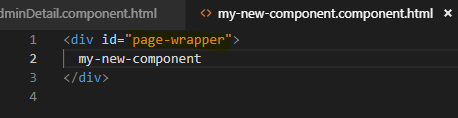 dminDetail.component.html <> my-new-component.component.html ×
1 <div id="page-wrapper">
2 my-new-component
3 </div>
4